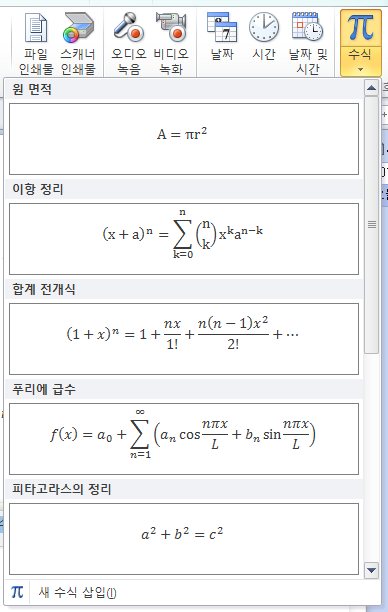 파일 스캐너 오디오 비디오 날짜 시간 날짜 및 수식
인쇄물 인쇄물 녹음 녹화 시간
원 면적
A = πr²
이항 정리
(x + a)ⁿ = ∑ₖ₌₀ⁿ (n k) xᵏaⁿ⁻ᵏ
합계 전개식
(1 + x)ⁿ = 1 + nx/1! + n(n − 1)x²/2! + ⋯
푸리에 급수
f(x) = a₀ + ∑ₙ₌₁^∞ (aₙ cos nπx/L + bₙ sin nπx/L)
피타고라스의 정리
a² + b² = c²
π 새 수식 삽입(I)